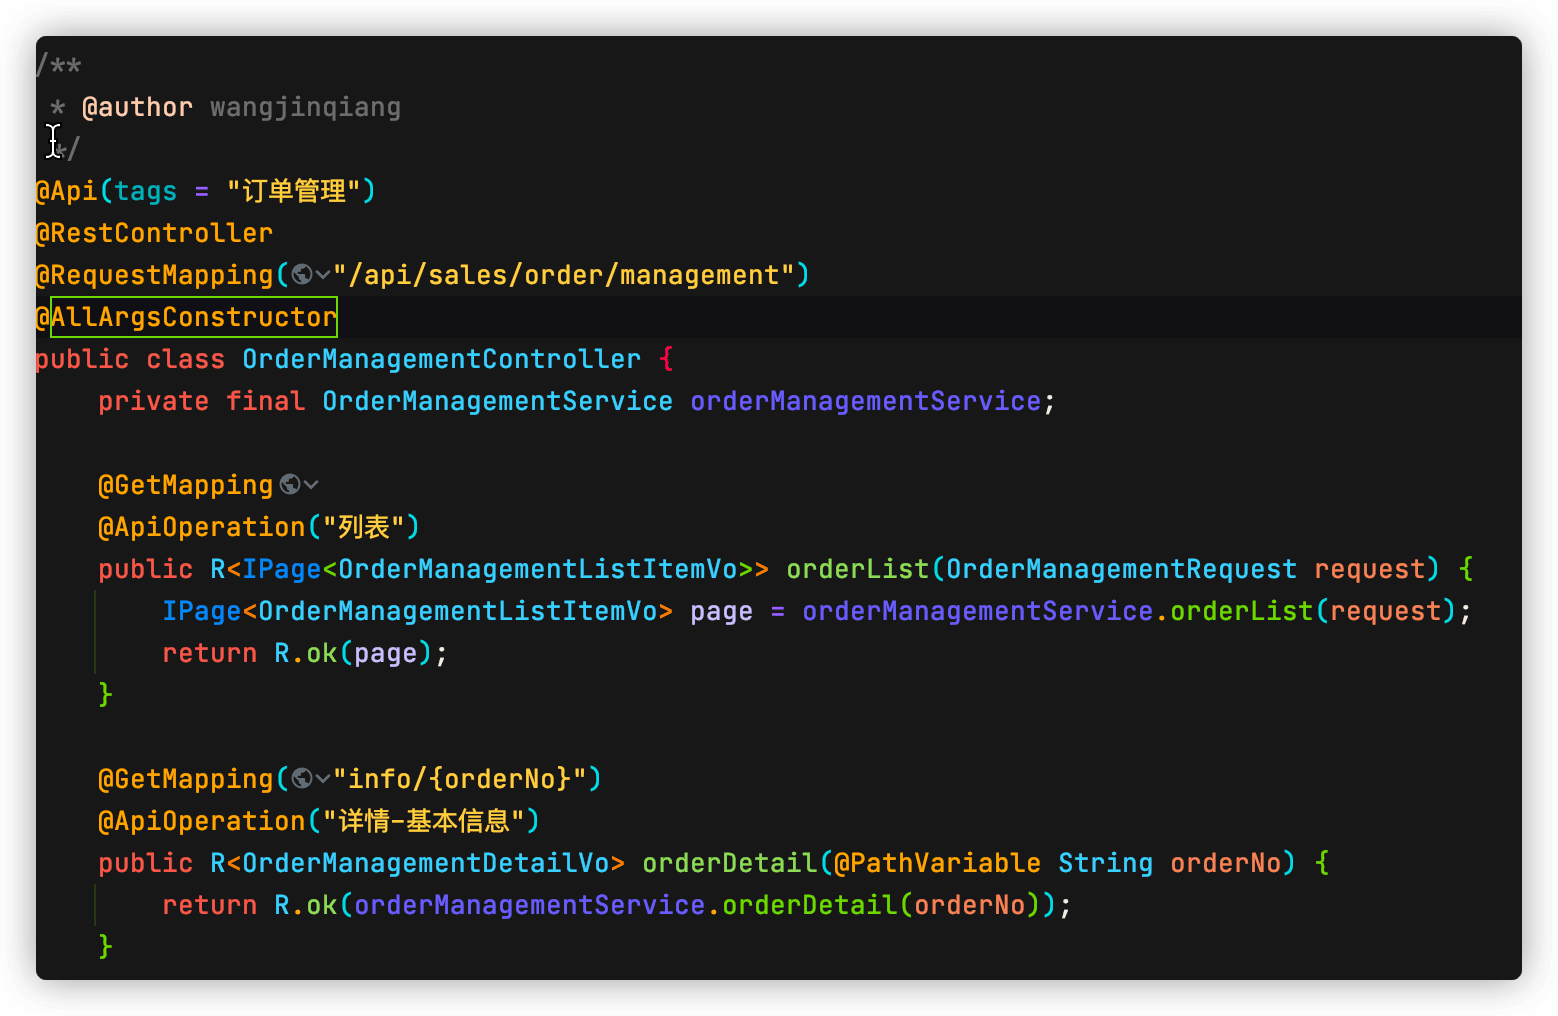 /**
 * @author wangjinqiang
 */
@Api(tags = "订单管理")
@RestController
@RequestMapping("/api/sales/order/management")
@AllArgsConstructor
public class OrderManagementController {
    private final OrderManagementService orderManagementService;

    @GetMapping
    @ApiOperation("列表")
    public R<IPage<OrderManagementListItemVo>> orderList(OrderManagementRequest request) {
        IPage<OrderManagementListItemVo> page = orderManagementService.orderList(request);
        return R.ok(page);
    }

    @GetMapping("info/{orderNo}")
    @ApiOperation("详情-基本信息")
    public R<OrderManagementDetailVo> orderDetail(@PathVariable String orderNo) {
        return R.ok(orderManagementService.orderDetail(orderNo));
    }